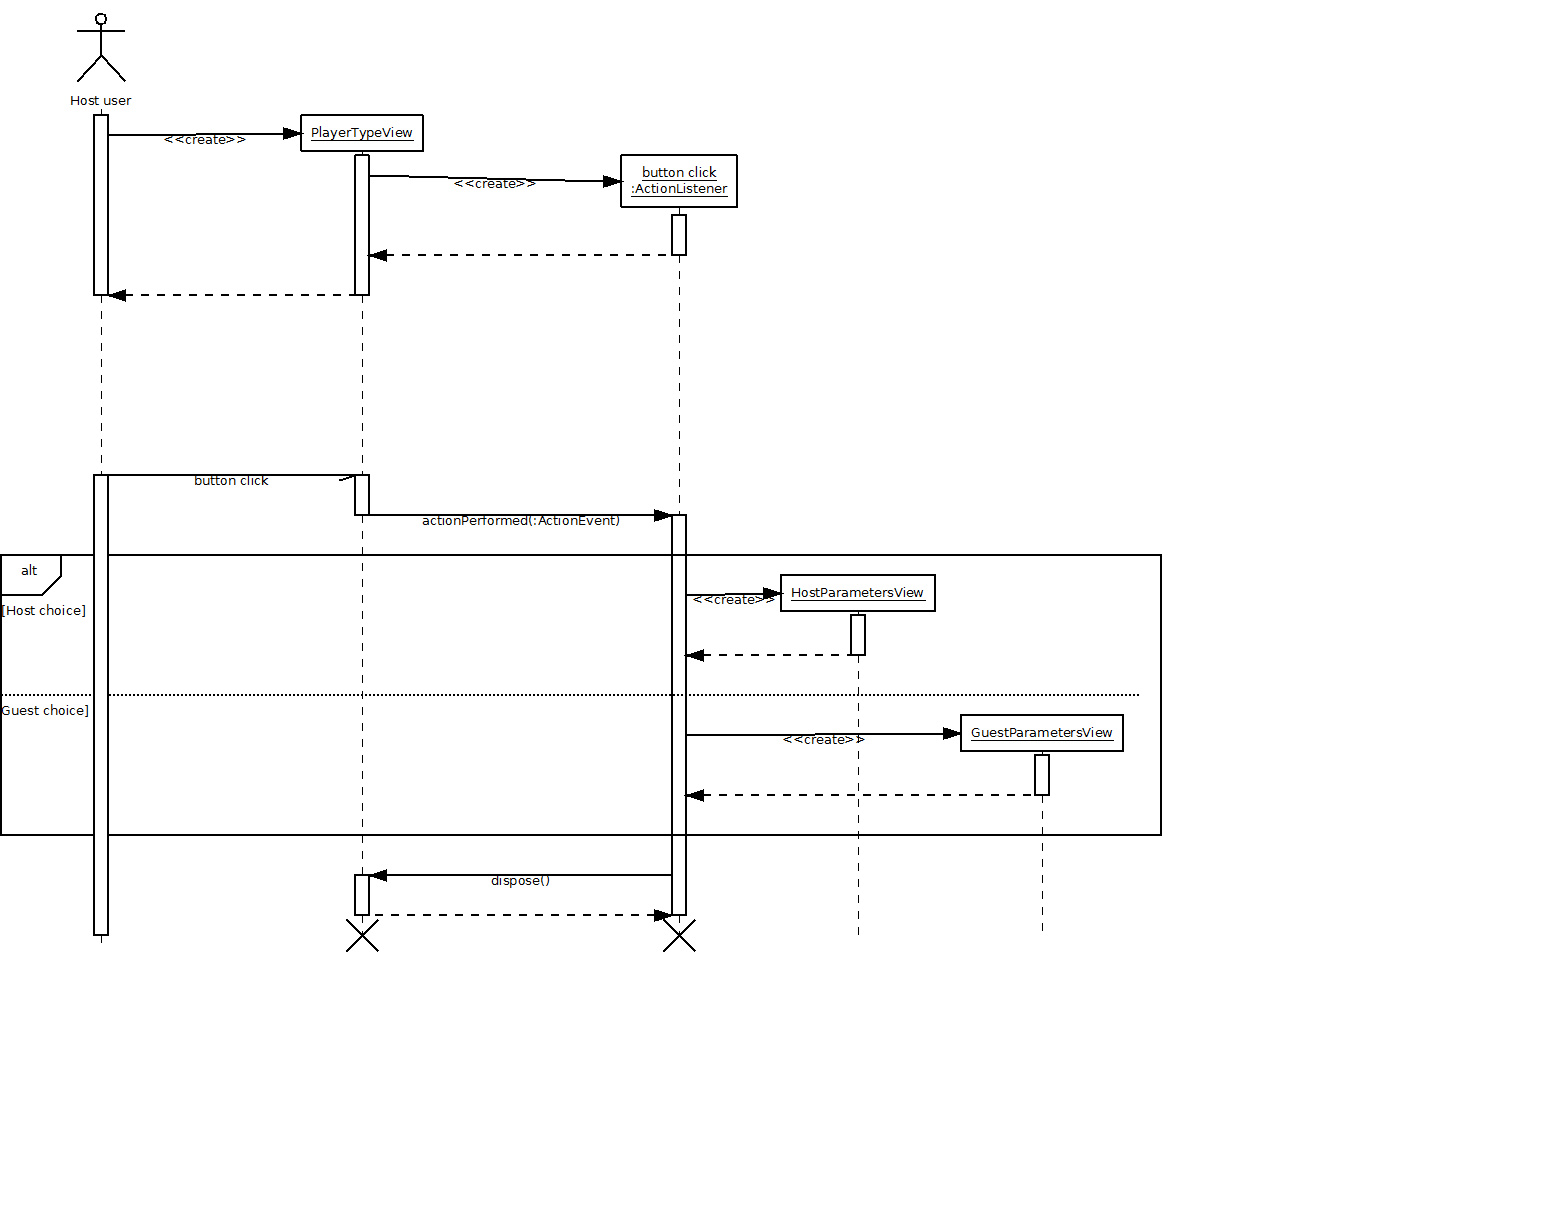 Host user
<<create>>
PlayerTypeView
<<create>>
button click
:ActionListener
button click
actionPerformed(:ActionEvent)
alt
[Host choice]
<<create>>
HostParametersView
Guest choice]
<<create>>
GuestParametersView
dispose()